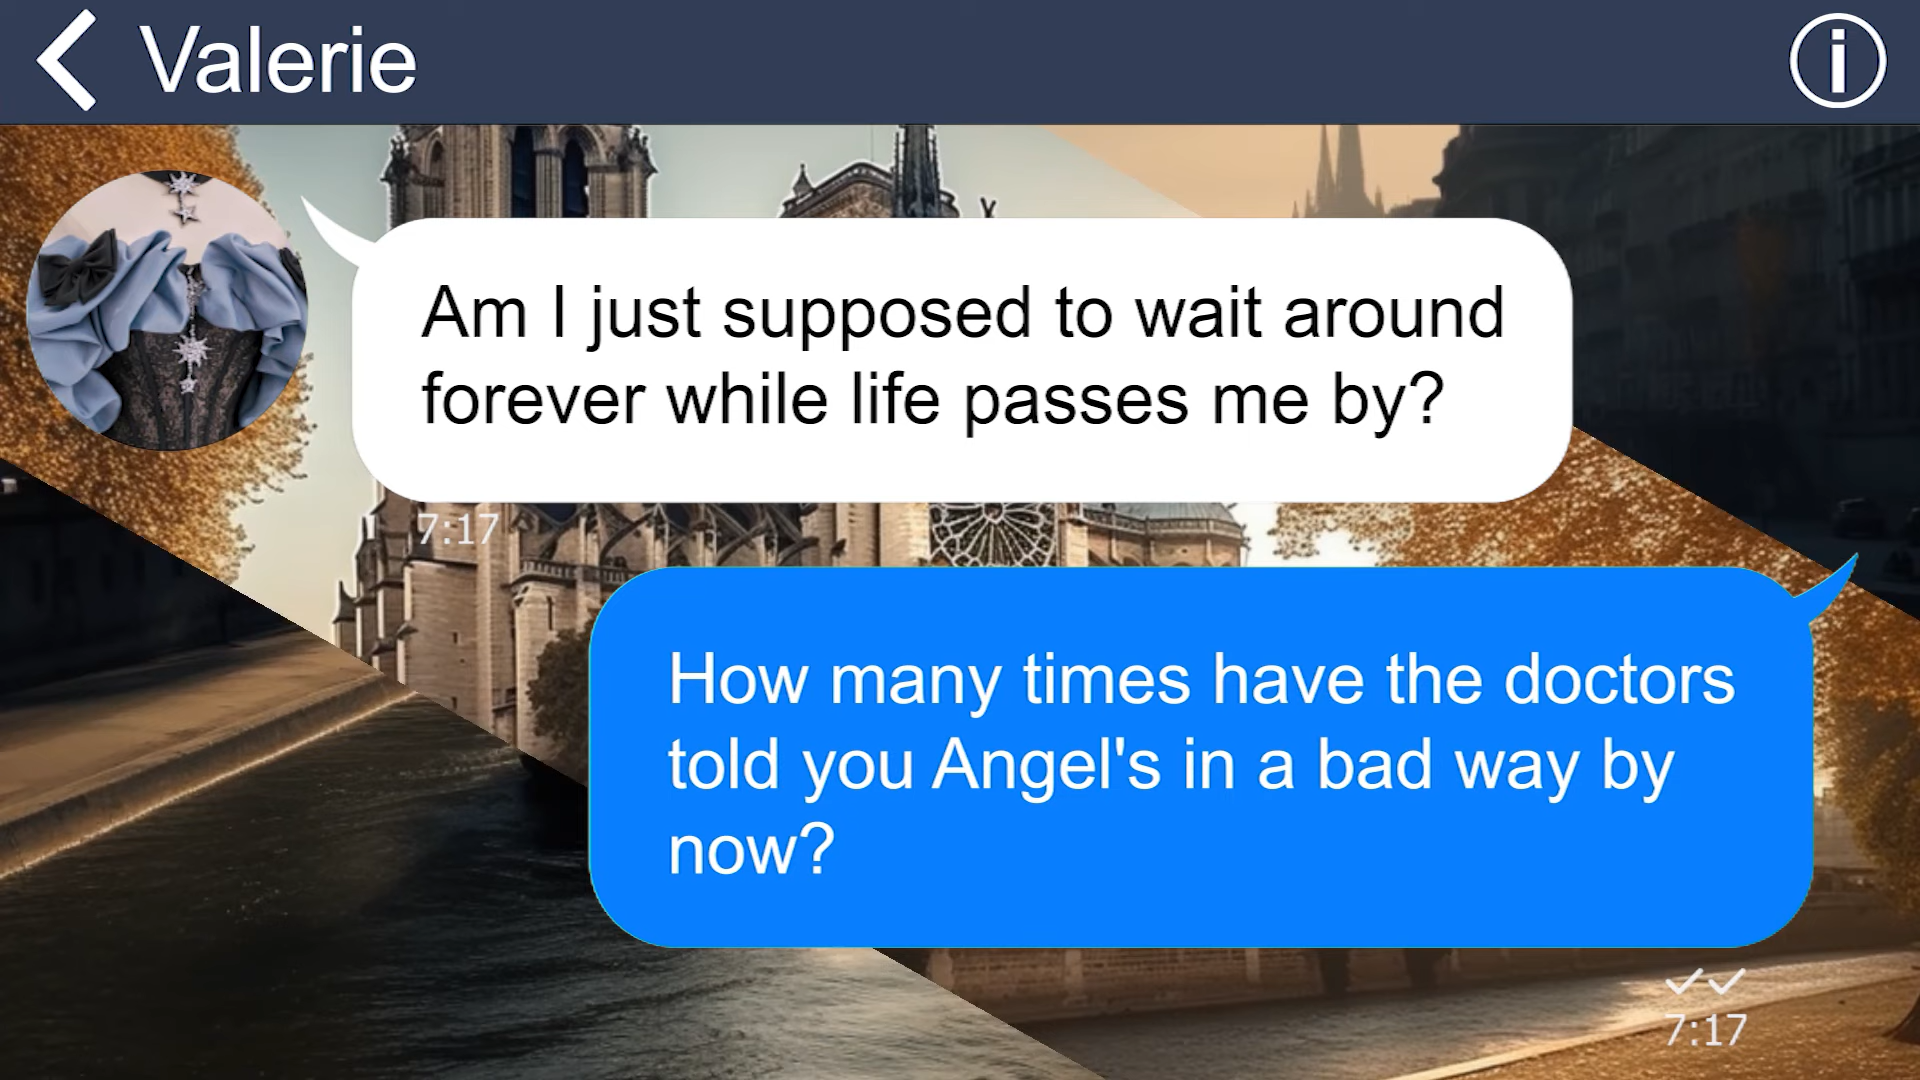 Valerie
Am I just supposed to wait around
forever while life passes me by?
7:17
How many times have the doctors
told you Angel's in a bad way by
now?
7:17